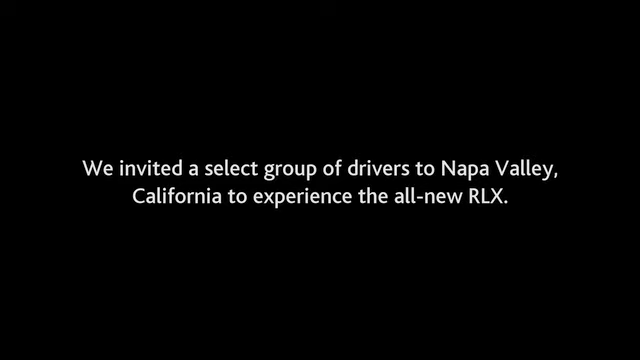 We invited a select group of drivers to Napa Valley,
California to experience the all-new RLX.